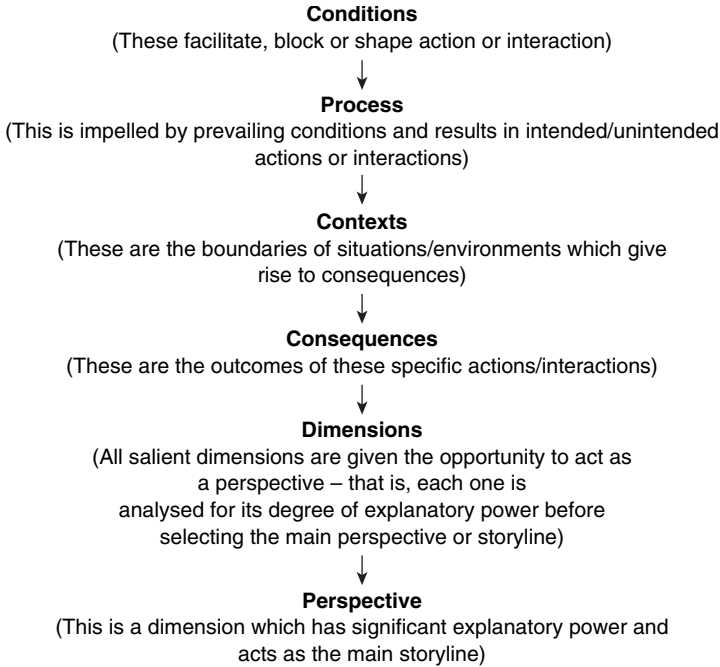 Conditions
(These facilitate, block or shape action or interaction)
Process
(This is impelled by prevailing conditions and results in intended/unintended
actions or interactions)
Contexts
(These are the boundaries of situations/environments which give
rise to consequences)
Consequences
(These are the outcomes of these specific actions/interactions)
Dimensions
(All salient dimensions are given the opportunity to act as
a perspective – that is, each one is
analysed for its degree of explanatory power before
selecting the main perspective or storyline)
Perspective
(This is a dimension which has significant explanatory power and
acts as the main storyline)